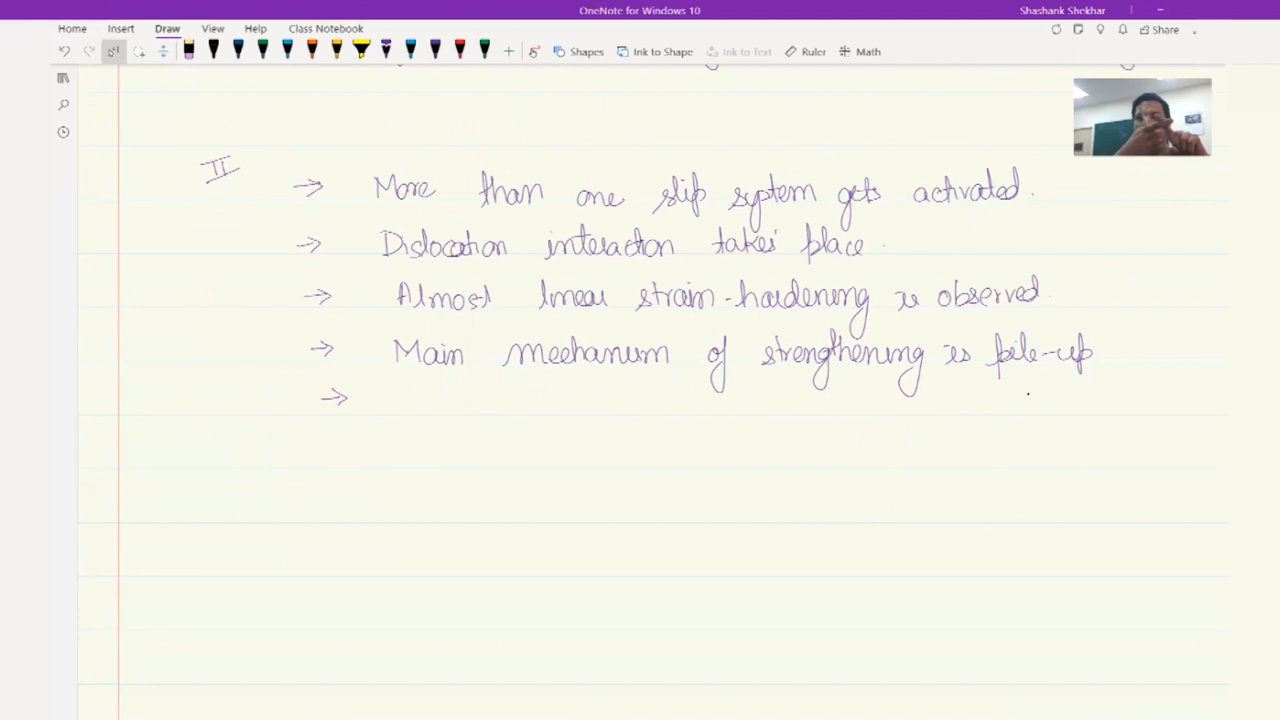 OneNote for Windows 10
Shashank Shekhar
Home Insert Draw View Help Class Notebook
Share
Shapes Ink to Shape Ink to Text Ruler Math
II → More than one slip system gets activated.
→ Dislocation interaction takes place.
→ Almost linear strain-hardening is observed.
→ Main mechanism of strengthening is pile-up
→